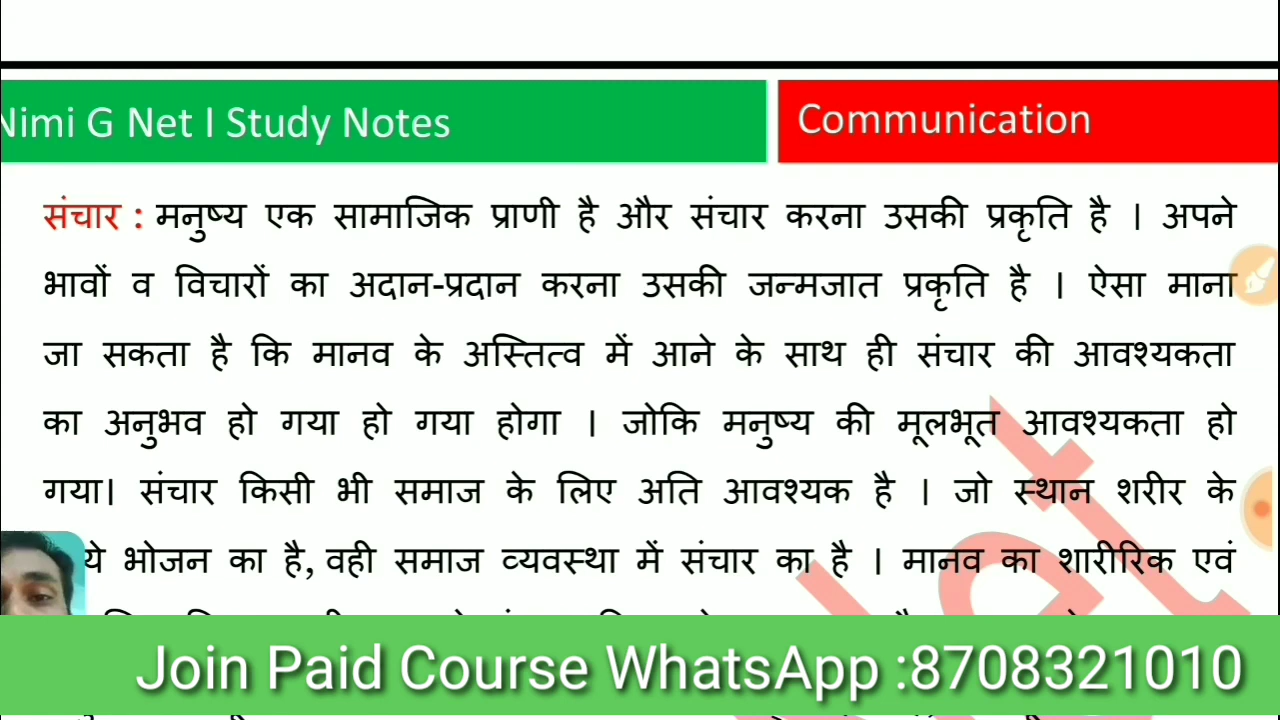 Nimi G Net I Study Notes
Communication
संचार : मनुष्य एक सामाजिक प्राणी है और संचार करना उसकी प्रकृति है । अपने
भावों व विचारों का अदान-प्रदान करना उसकी जन्मजात प्रकृति है । ऐसा माना
जा सकता है कि मानव के अस्तित्व में आने के साथ ही संचार की आवश्यकता
का अनुभव हो गया हो गया होगा । जोकि मनुष्य की मूलभूत आवश्यकता हो
गया। संचार किसी भी समाज के लिए अति आवश्यक है । जो स्थान शरीर के
भोजन का है, वही समाज व्यवस्था में संचार का है । मानव का शारीरिक एवं
Join Paid Course WhatsApp :8708321010